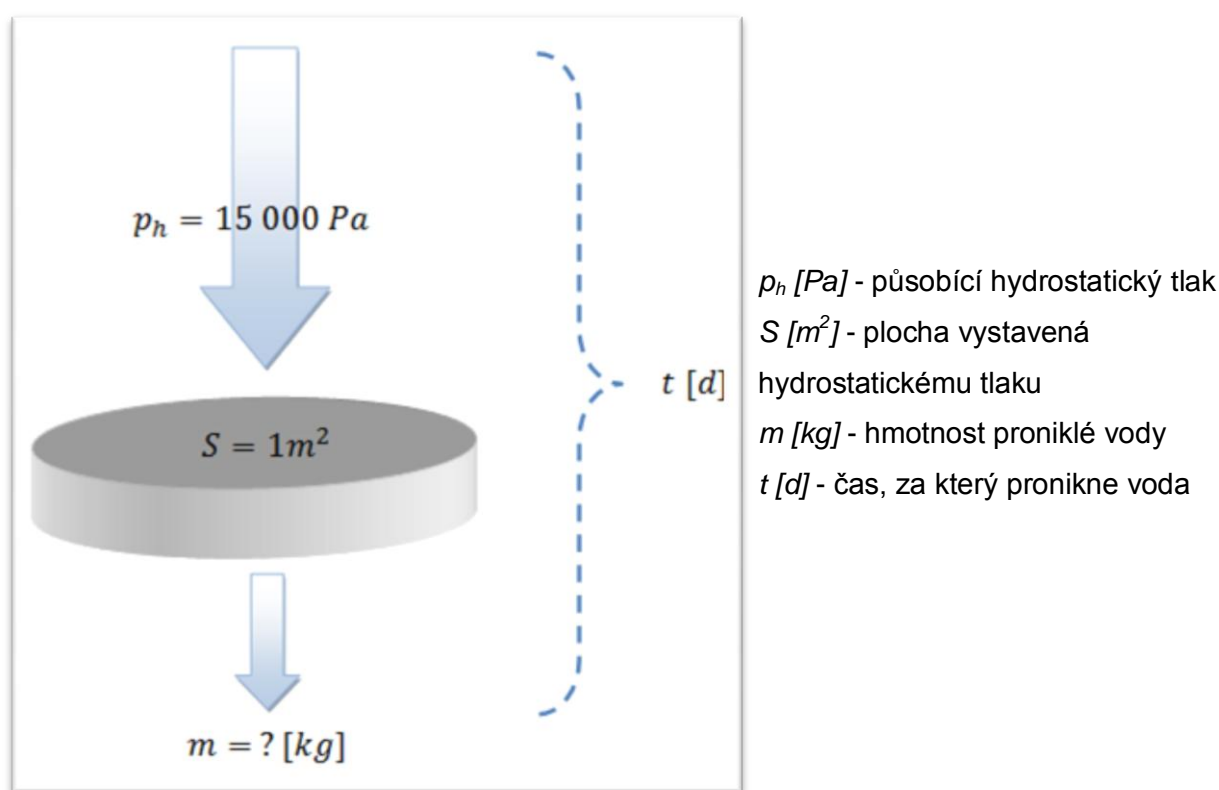 p_h = 15 000 Pa
S = 1m²
m = ? [kg]
t [d]
p_h [Pa] - působící hydrostatický tlak
S [m²] - plocha vystavená
hydrostatickému tlaku
m [kg] - hmotnost proniklé vody
t [d] - čas, za který pronikne voda